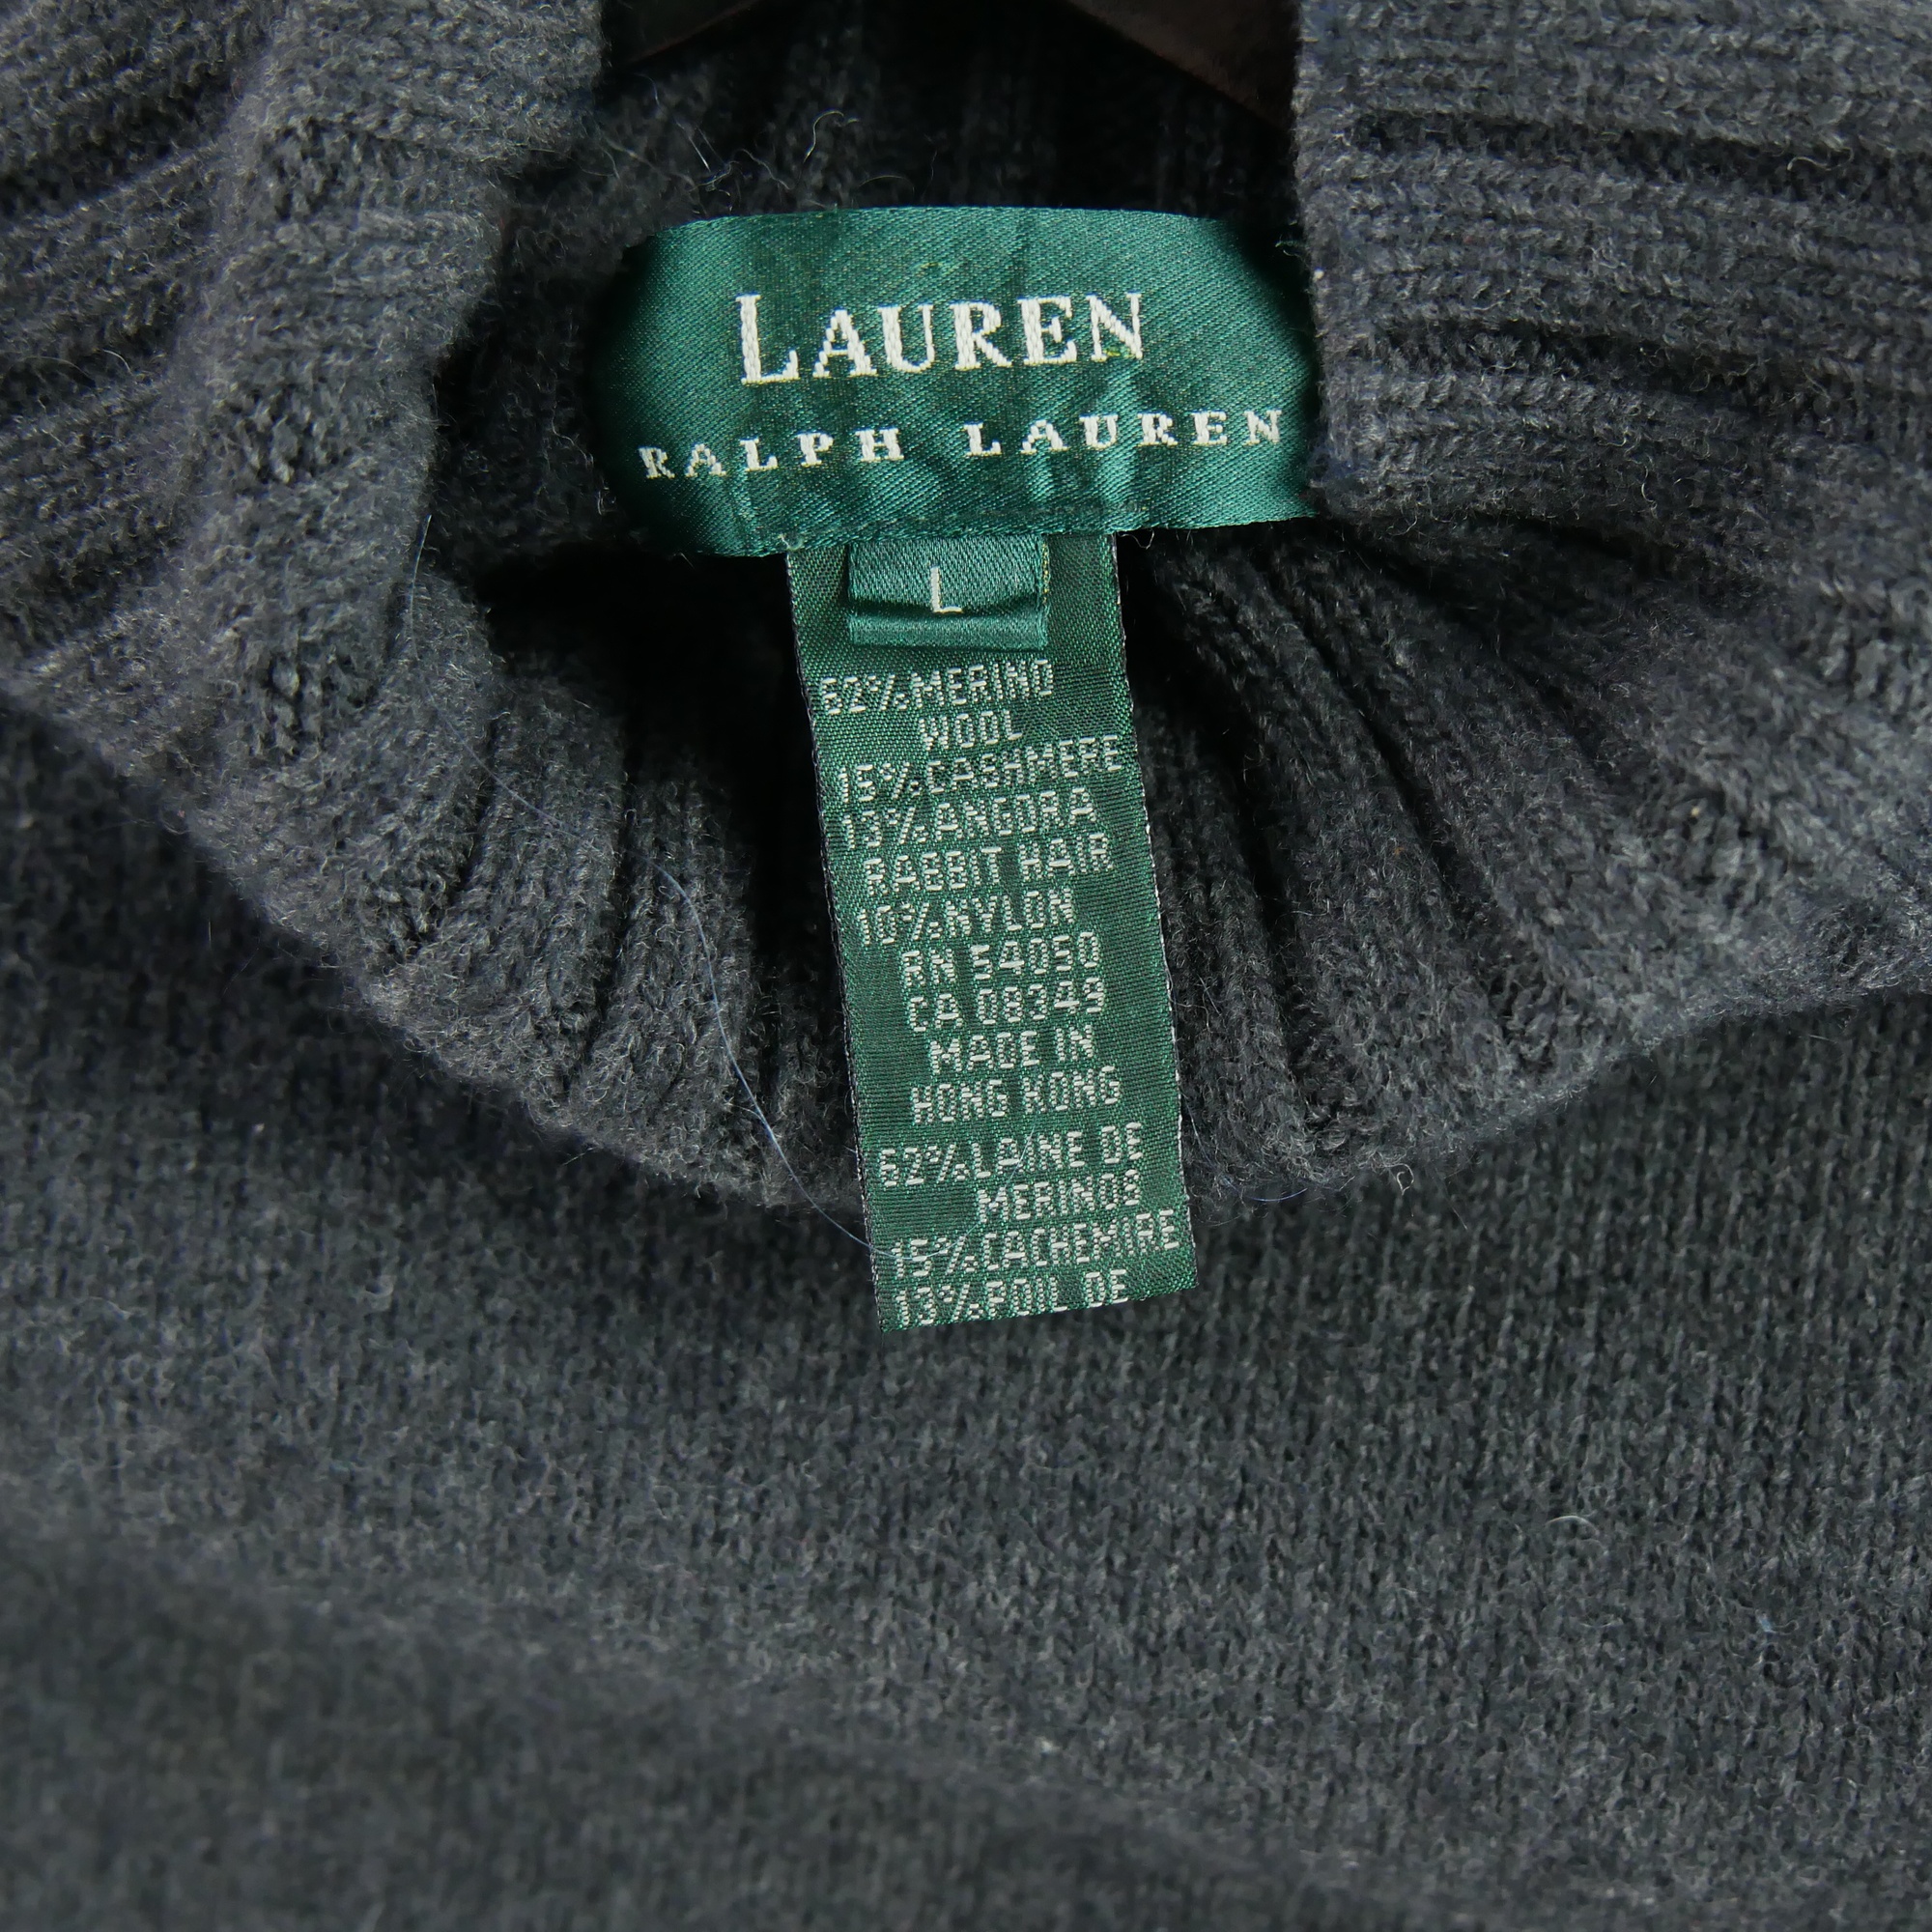 LAUREN
RALPH LAUREN
L
62% MERINO
WOOL
15% CASHMERE
13% ANGORA
RABBIT HAIR
10% NYLON
RN 54050
CA 08349
MADE IN
HONG KONG
62% LAINE DE
MERINOS
15% CACHEMIRE
13% POIL DE